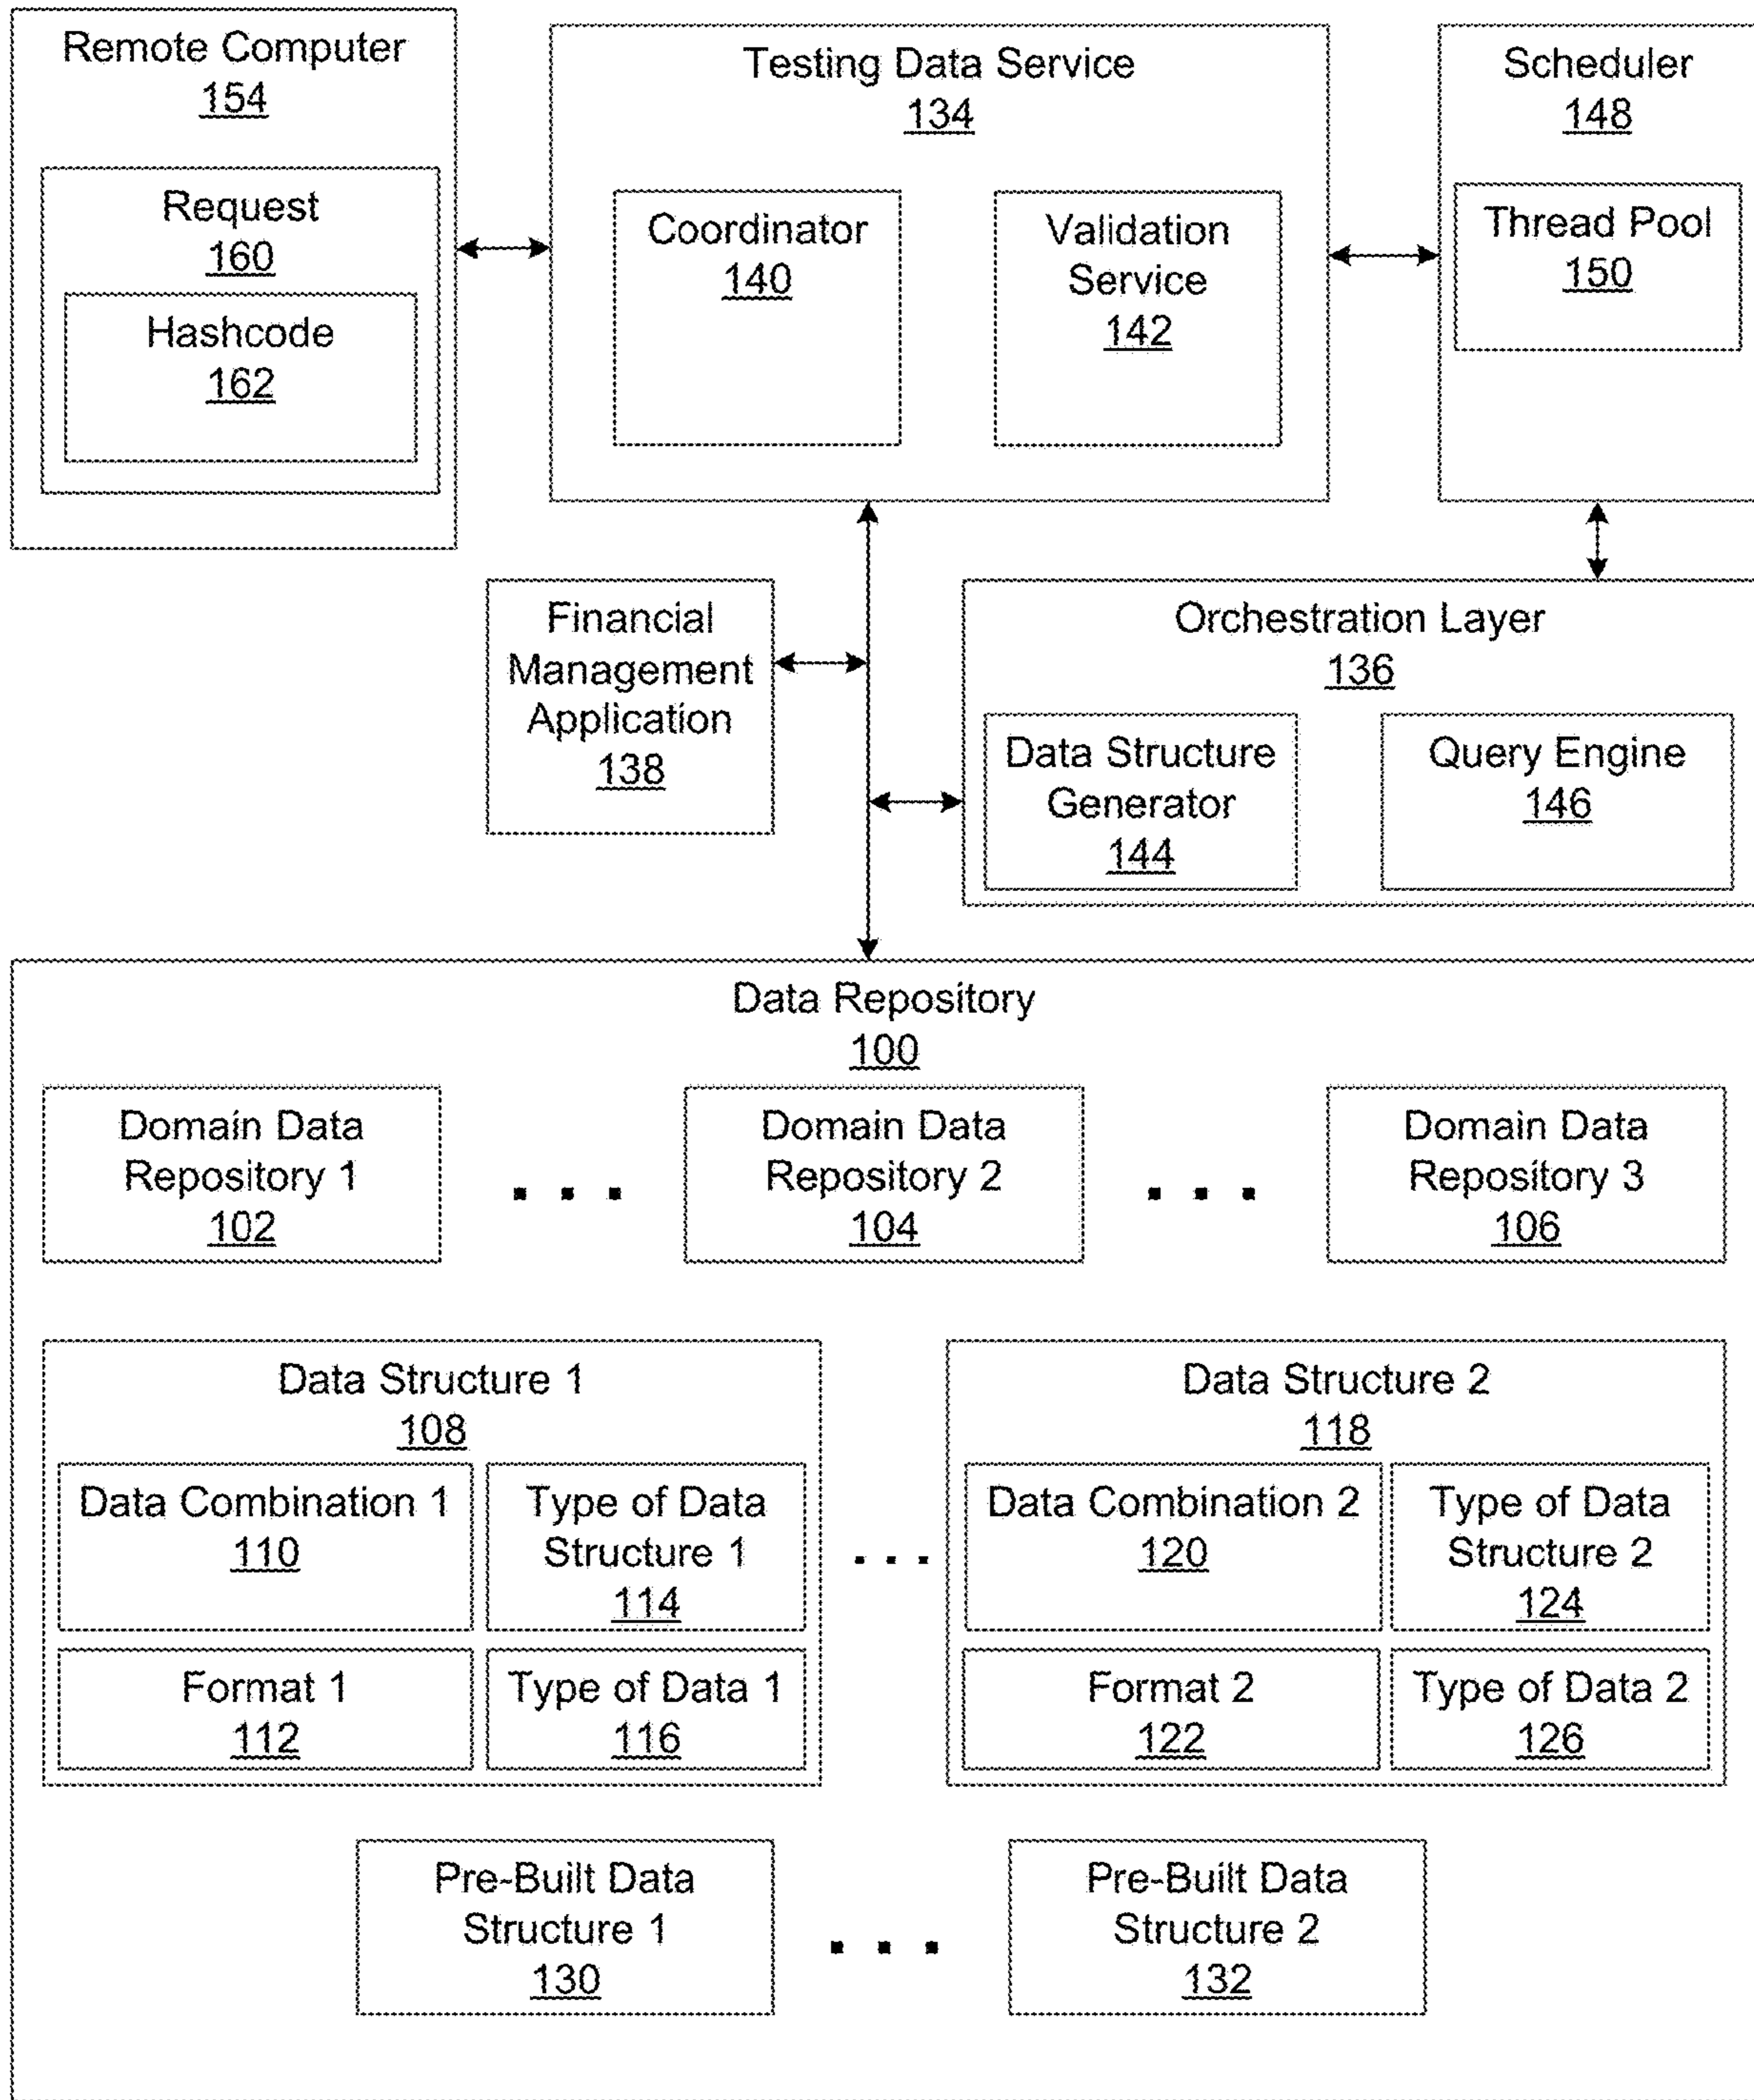 Remote Computer
154
Request
160
Hashcode
162
Testing Data Service
134
Coordinator
140
Validation
Service
142
Scheduler
148
Thread Pool
150
Financial
Management
Application
138
Orchestration Layer
136
Data Structure
Generator
144
Query Engine
146
Data Repository
100
Domain Data
Repository 1
102
. . .
Domain Data
Repository 2
104
. . .
Domain Data
Repository 3
106
Data Structure 1
108
Data Combination 1
110
Type of Data
Structure 1
114
Format 1
112
Type of Data 1
116
. . .
Data Structure 2
118
Data Combination 2
120
Type of Data
Structure 2
124
Format 2
122
Type of Data 2
126
Pre-Built Data
Structure 1
130
. . .
Pre-Built Data
Structure 2
132